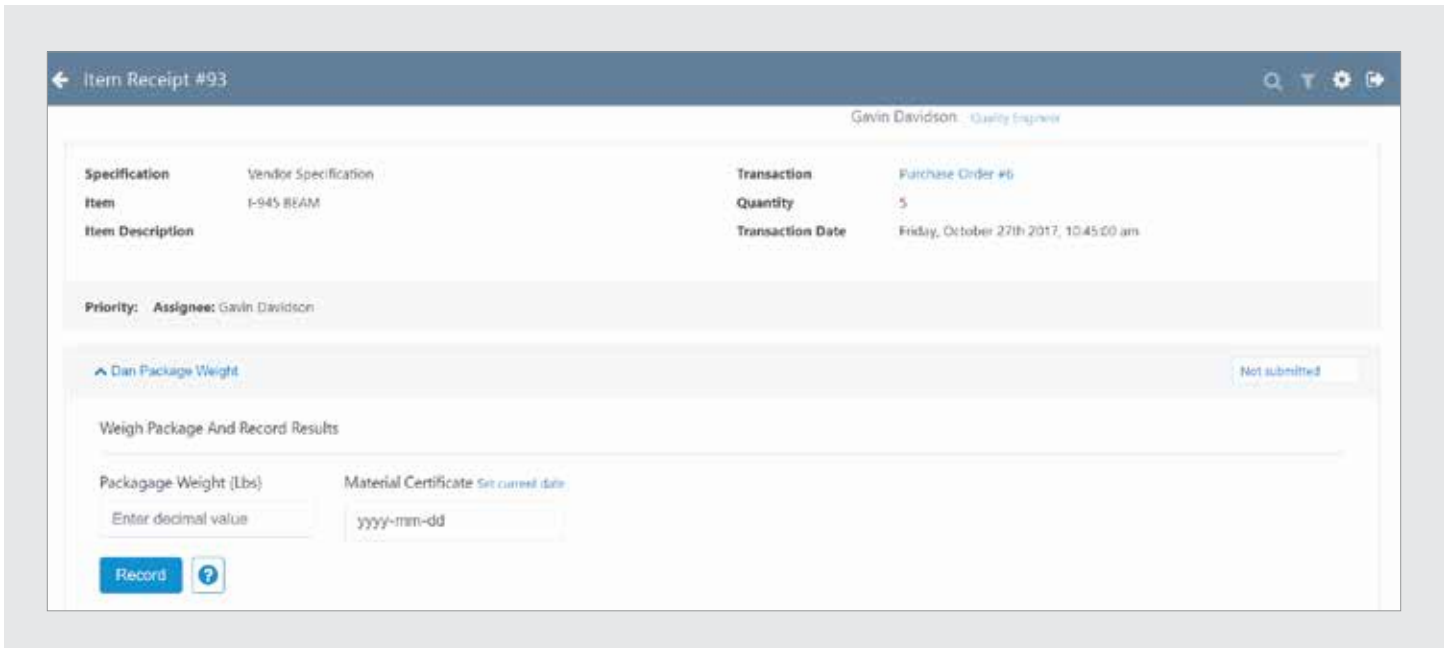 Item Receipt #93
Gavin Davidson Quality Engineer
Specification Vendor Specification Transaction Purchase Order #6
Item I-945 BEAM Quantity 5
Item Description Transaction Date Friday, October 27th 2017, 10:45:00 am
Priority: Assignee: Gavin Davidson
Dan Package Weight Not submitted
Weigh Package And Record Results
Packagage Weight (Lbs) Material Certificate Set current date
Enter decimal value yyyy-mm-dd
Record ?